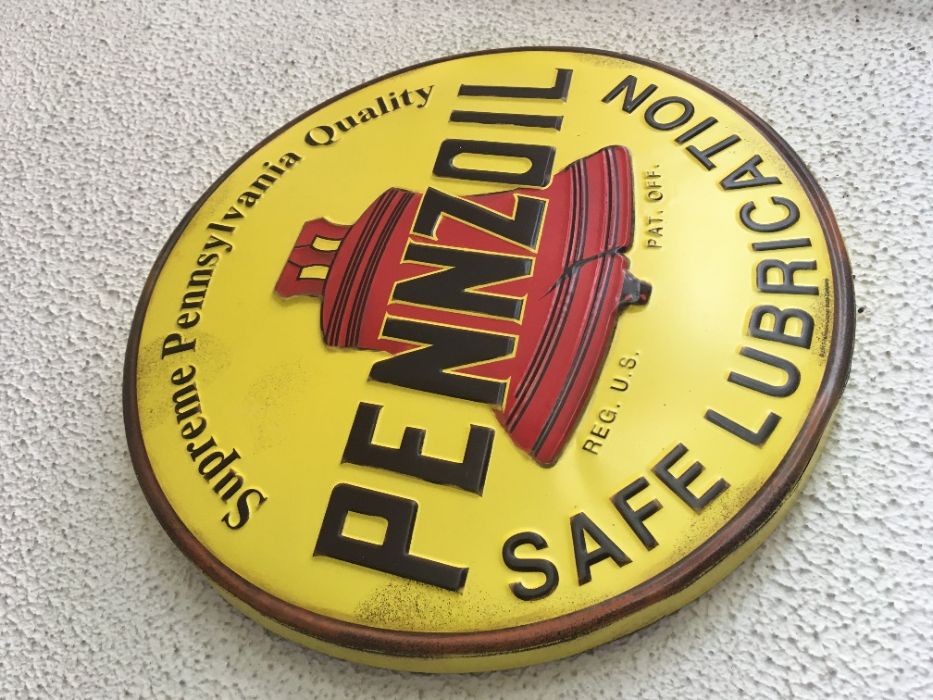 Supreme Pennsylvania Quality
PENNZOIL
REG. U.S. PAT. OFF.
SAFE LUBRICATION